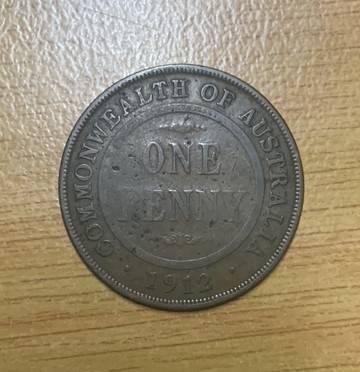 COMMONWEALTH OF AUSTRALIA
ONE
PENNY
· 1912 ·